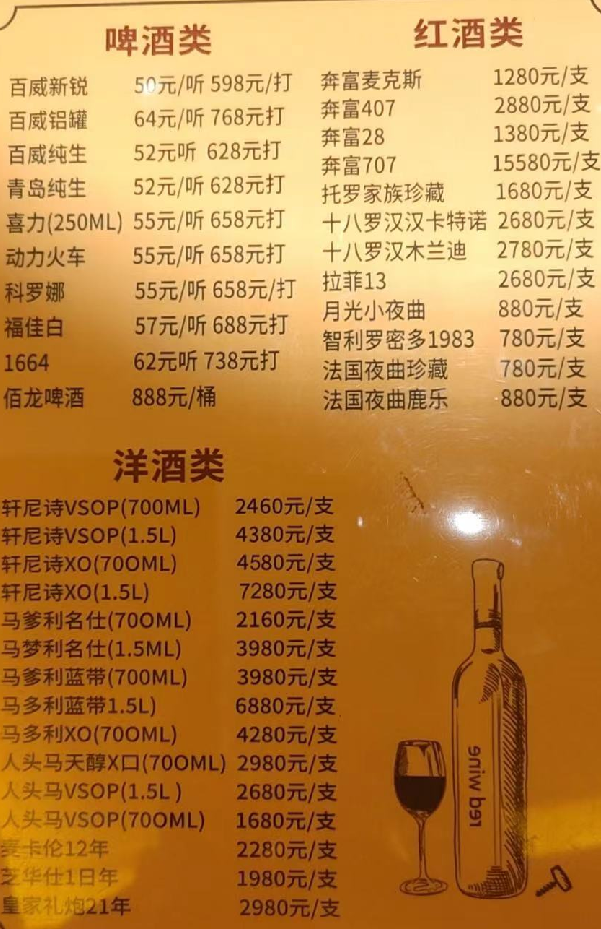 啤酒类
百威新锐 50元/听 598元/打
百威铝罐 64元/听 768元打
百威纯生 52元听 628元打
青岛纯生 52元/听 628元打
喜力(250ML) 55元/听 658元打
动力火车 55元/听 658元打
科罗娜 55元/听 658元/打
福佳白 57元/听 688元打
1664 62元听 738元打
佰龙啤酒 888元/桶
红酒类
奔富麦克斯 1280元/支
奔富407 2880元/支
奔富28 1380元/支
奔富707 15580元/支
托罗家族珍藏 1680元/支
十八罗汉汉卡特诺 2680元/支
十八罗汉木兰迪 2780元/支
拉菲13 2680元/支
月光小夜曲 880元/支
智利罗密多1983 780元/支
法国夜曲珍藏 780元/支
法国夜曲鹿乐 880元/支
洋酒类
轩尼诗VSOP(700ML) 2460元/支
轩尼诗VSOP(1.5L) 4380元/支
轩尼诗XO(70OML) 4580元/支
轩尼诗XO(1.5L) 7280元/支
马爹利名仕(70OML) 2160元/支
马梦利名仕(1.5ML) 3980元/支
马爹利蓝带(700ML) 3980元/支
马多利蓝带1.5L) 6880元/支
马多利XO(70OML) 4280元/支
人头马天醇X口(70OML) 2980元/支
人头马VSOP(1.5L ) 2680元/支
人头马VSOP(70OML) 1680元/支
麦卡伦12年 2280元/支
芝华仕1日年 1980元/支
皇家礼炮21年 2980元/支
red wine